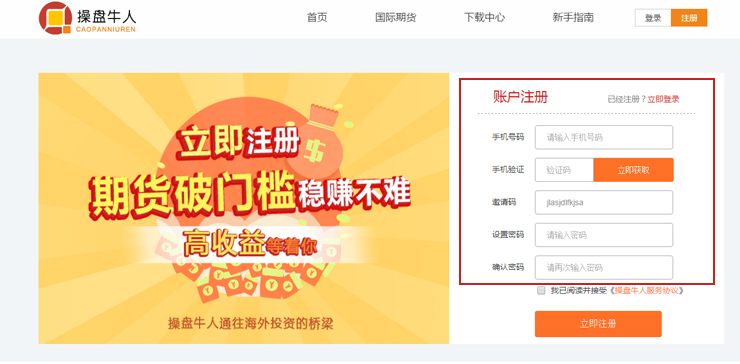 操盘牛人
CAOPANNIUREN
首页
国际期货
下载中心
新手指南
登录
注册
立即注册
期货破门槛稳赚不难
高收益等着你
操盘牛人通往海外投资的桥梁
账户注册
已经注册？立即登录
手机号码 请输入手机号码
手机验证 验证码 立即获取
邀请码 jlasjdlfkjsa
设置密码 请输入密码
确认密码 请再次输入密码
我已阅读并接受《操盘牛人服务协议》
立即注册